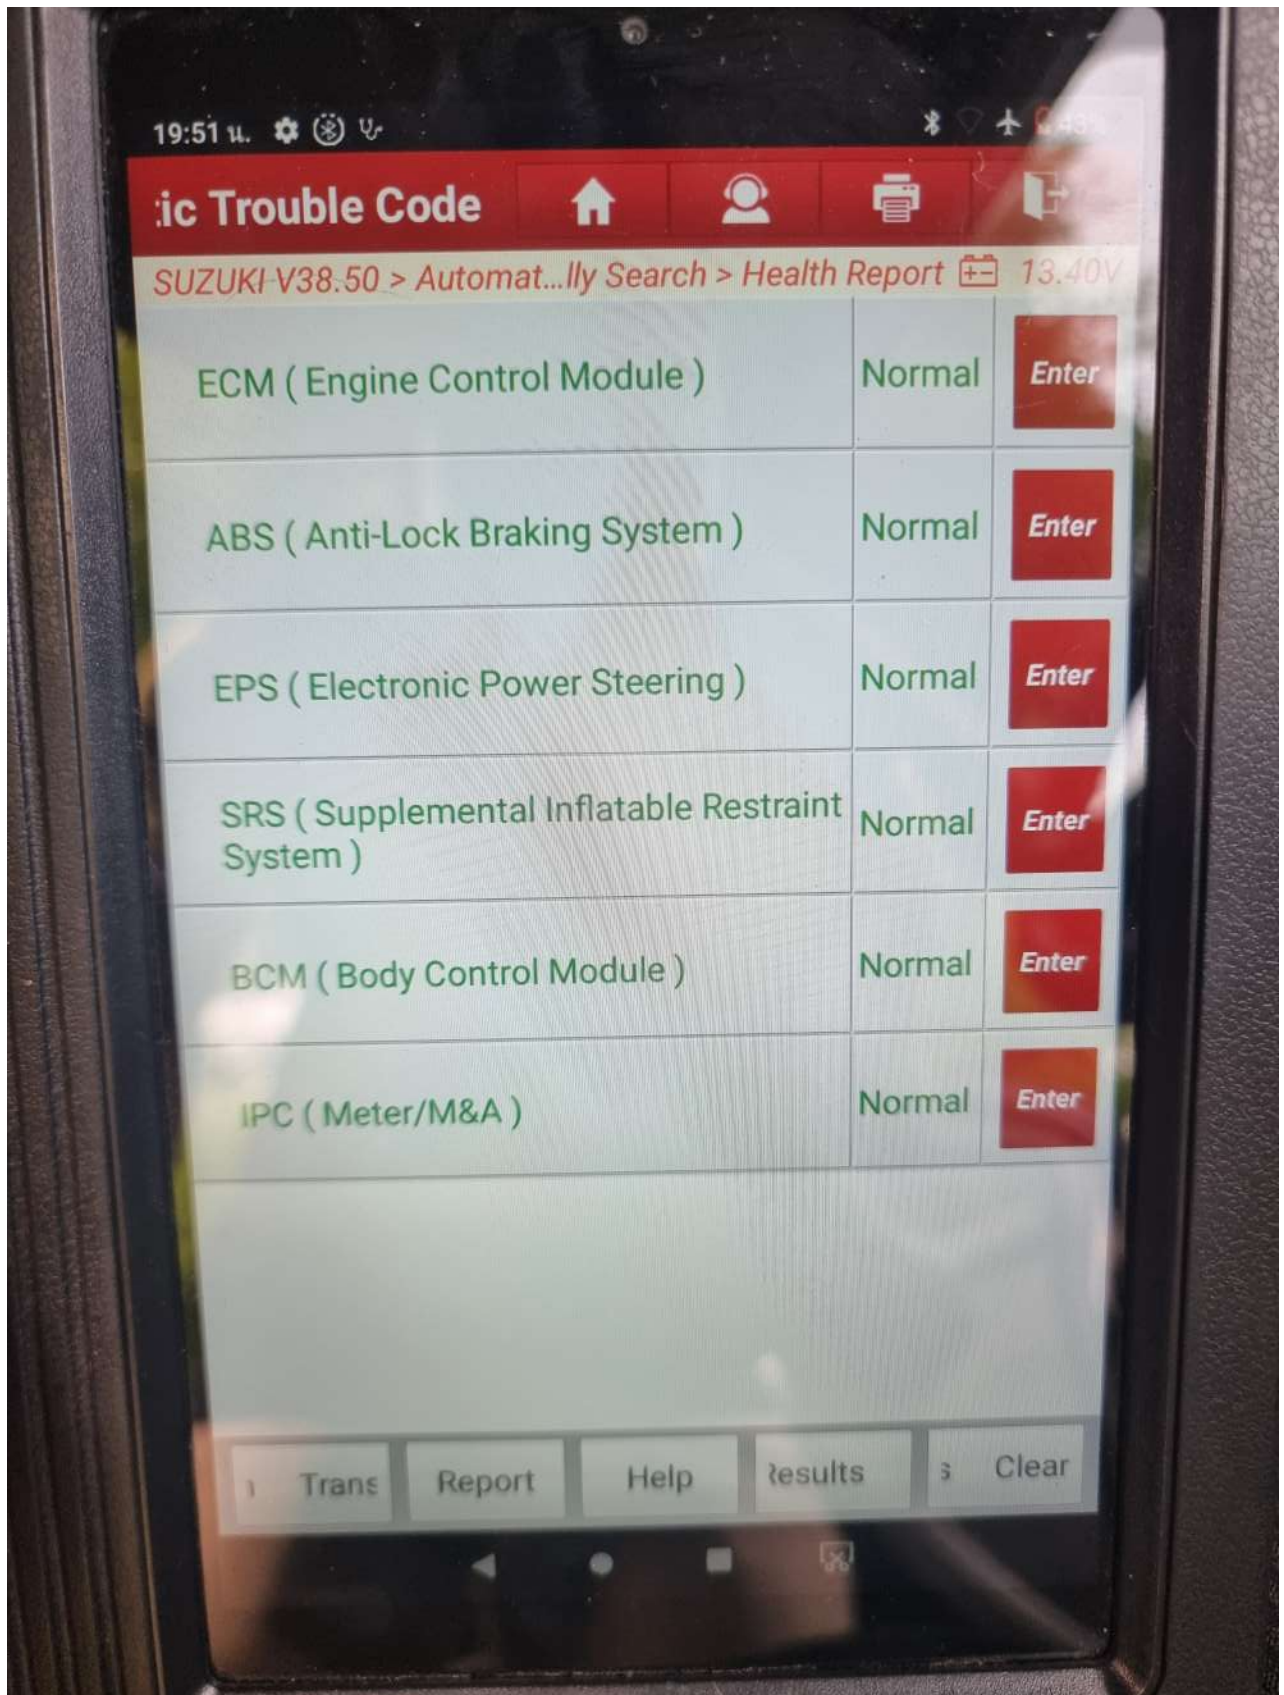 19:51 น.
:ic Trouble Code
SUZUKI V38.50 > Automat...lly Search > Health Report 13.40V
ECM ( Engine Control Module ) Normal Enter
ABS ( Anti-Lock Braking System ) Normal Enter
EPS ( Electronic Power Steering ) Normal Enter
SRS ( Supplemental Inflatable Restraint
System ) Normal Enter
BCM ( Body Control Module ) Normal Enter
IPC ( Meter/M&A ) Normal Enter
Trans Report Help Results s Clear